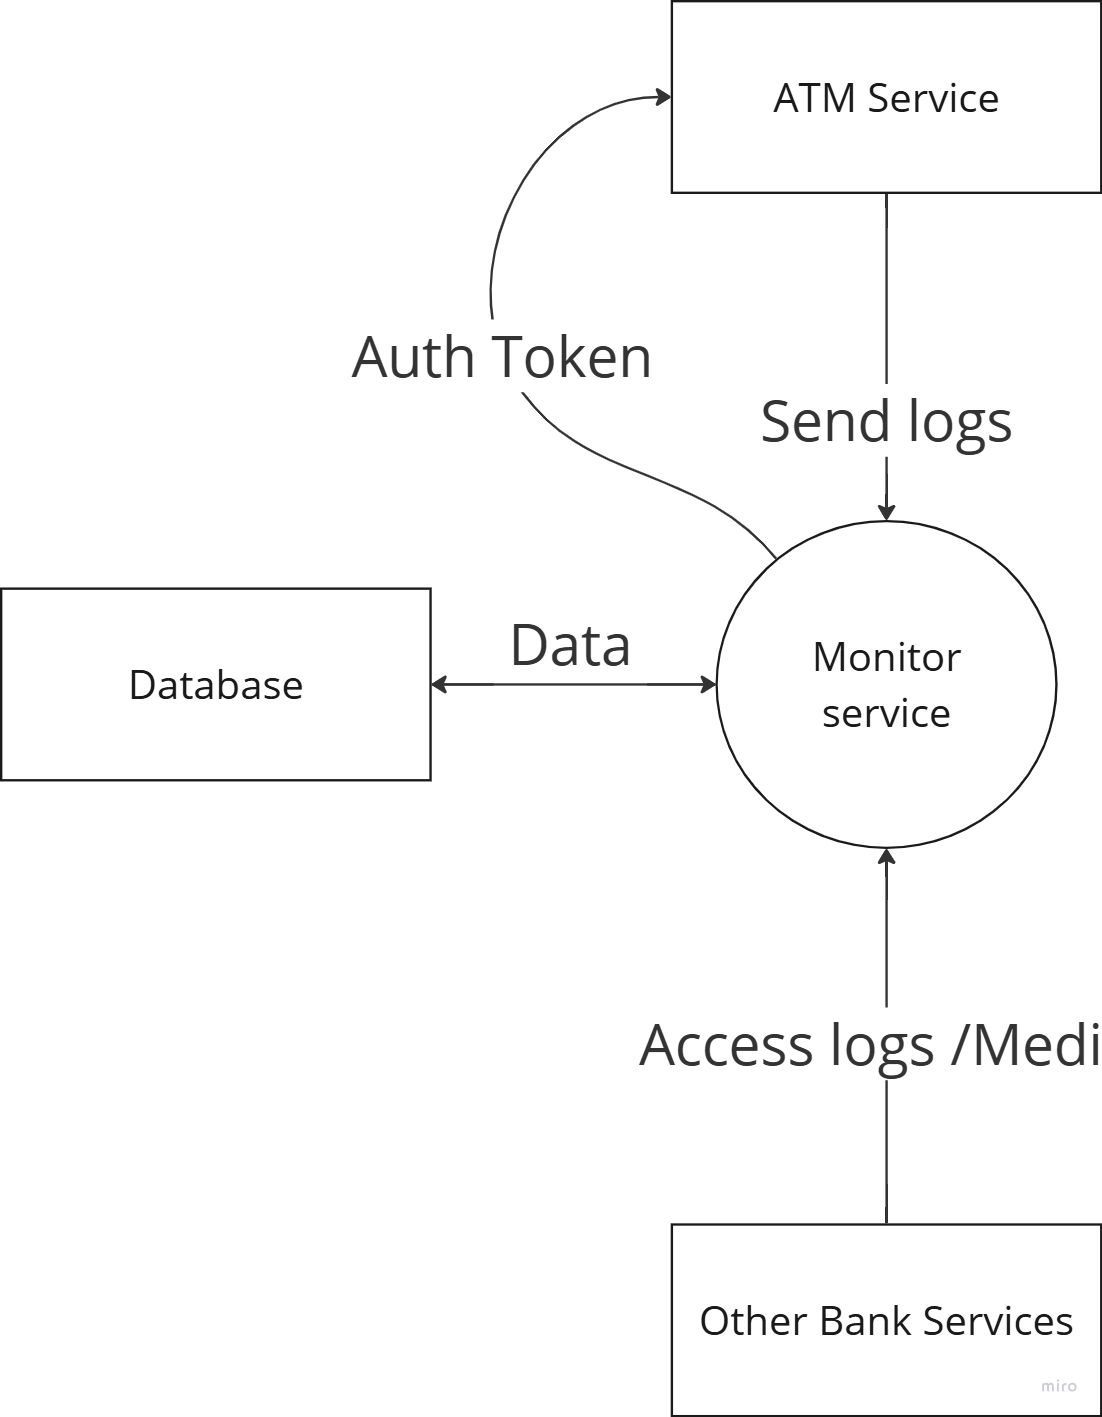 ATM Service
Auth Token
Send logs
Data
Monitor
service
Database
Access logs /Medi
Other Bank Services
miro